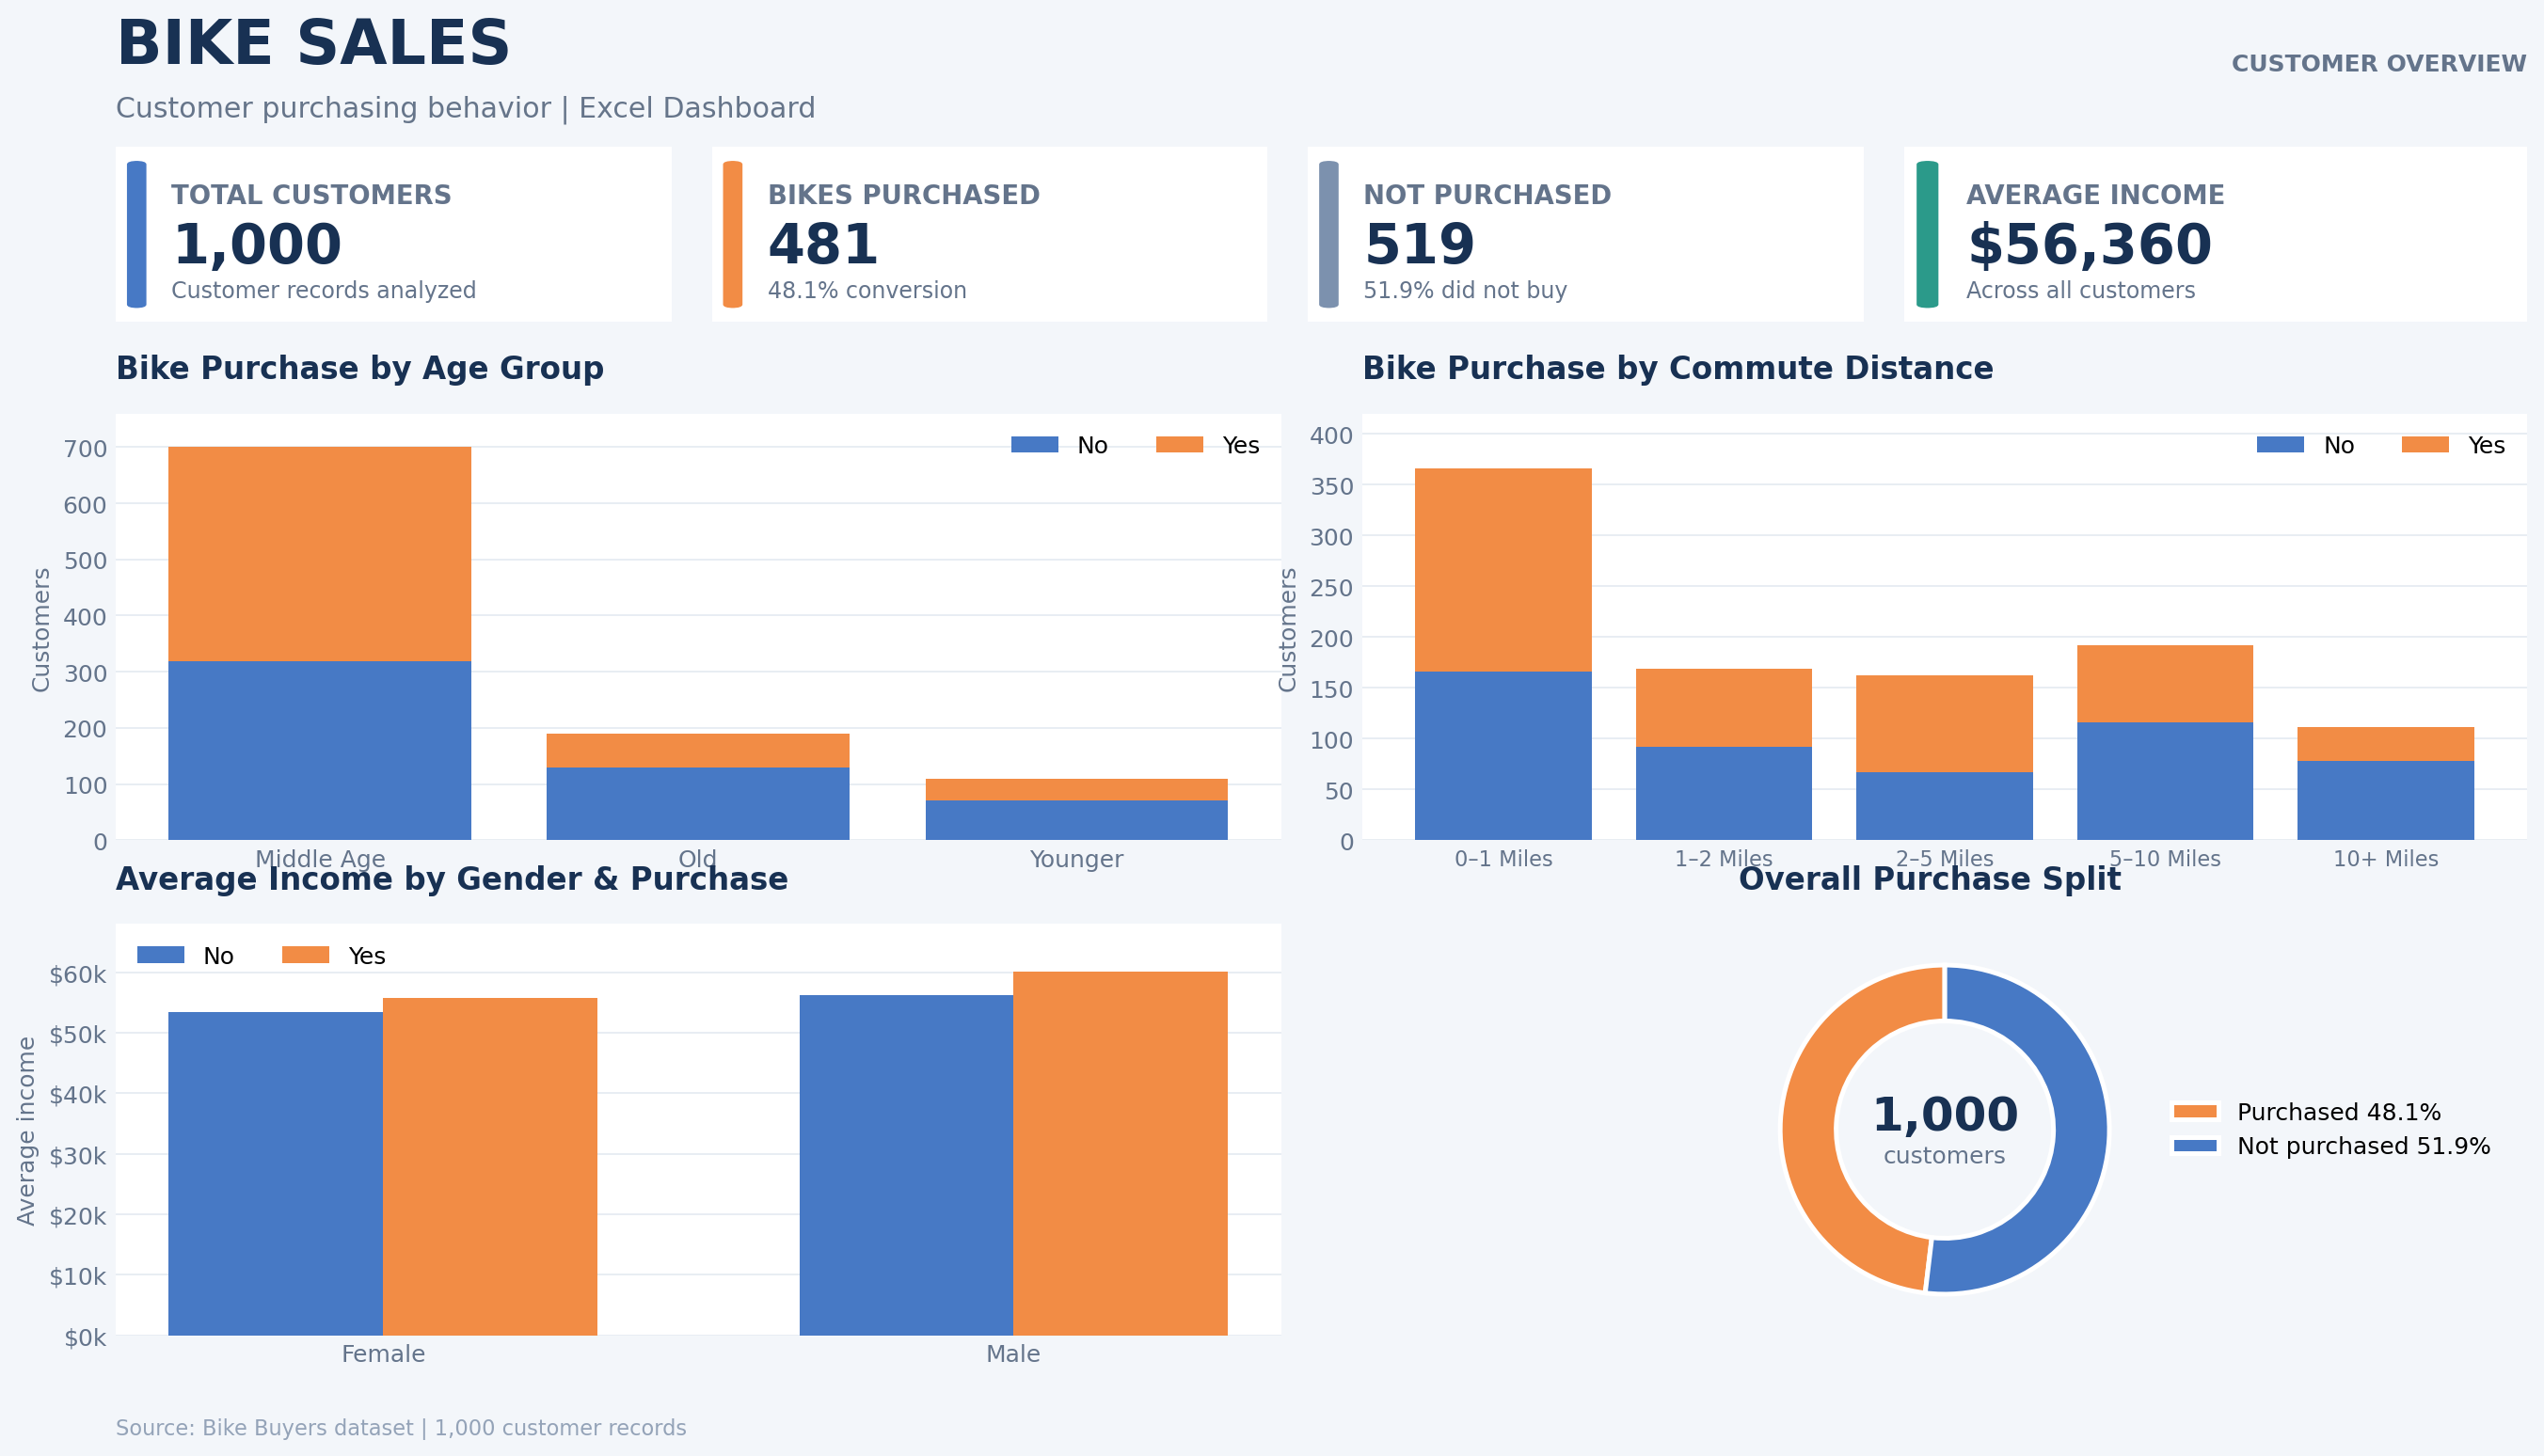 BIKE SALES
CUSTOMER OVERVIEW
Customer purchasing behavior | Excel Dashboard
TOTAL CUSTOMERS
1,000
Customer records analyzed
BIKES PURCHASED
481
48.1% conversion
NOT PURCHASED
519
51.9% did not buy
AVERAGE INCOME
$56,360
Across all customers
Bike Purchase by Age Group
No Yes
Customers
700
600
500
400
300
200
100
0
Middle Age Old Younger
Bike Purchase by Commute Distance
No Yes
Customers
400
350
300
250
200
150
100
50
0
0–1 Miles 1–2 Miles 2–5 Miles 5–10 Miles 10+ Miles
Average Income by Gender & Purchase
No Yes
Average income
$60k
$50k
$40k
$30k
$20k
$10k
$0k
Female Male
Overall Purchase Split
1,000
customers
Purchased 48.1%
Not purchased 51.9%
Source: Bike Buyers dataset | 1,000 customer records